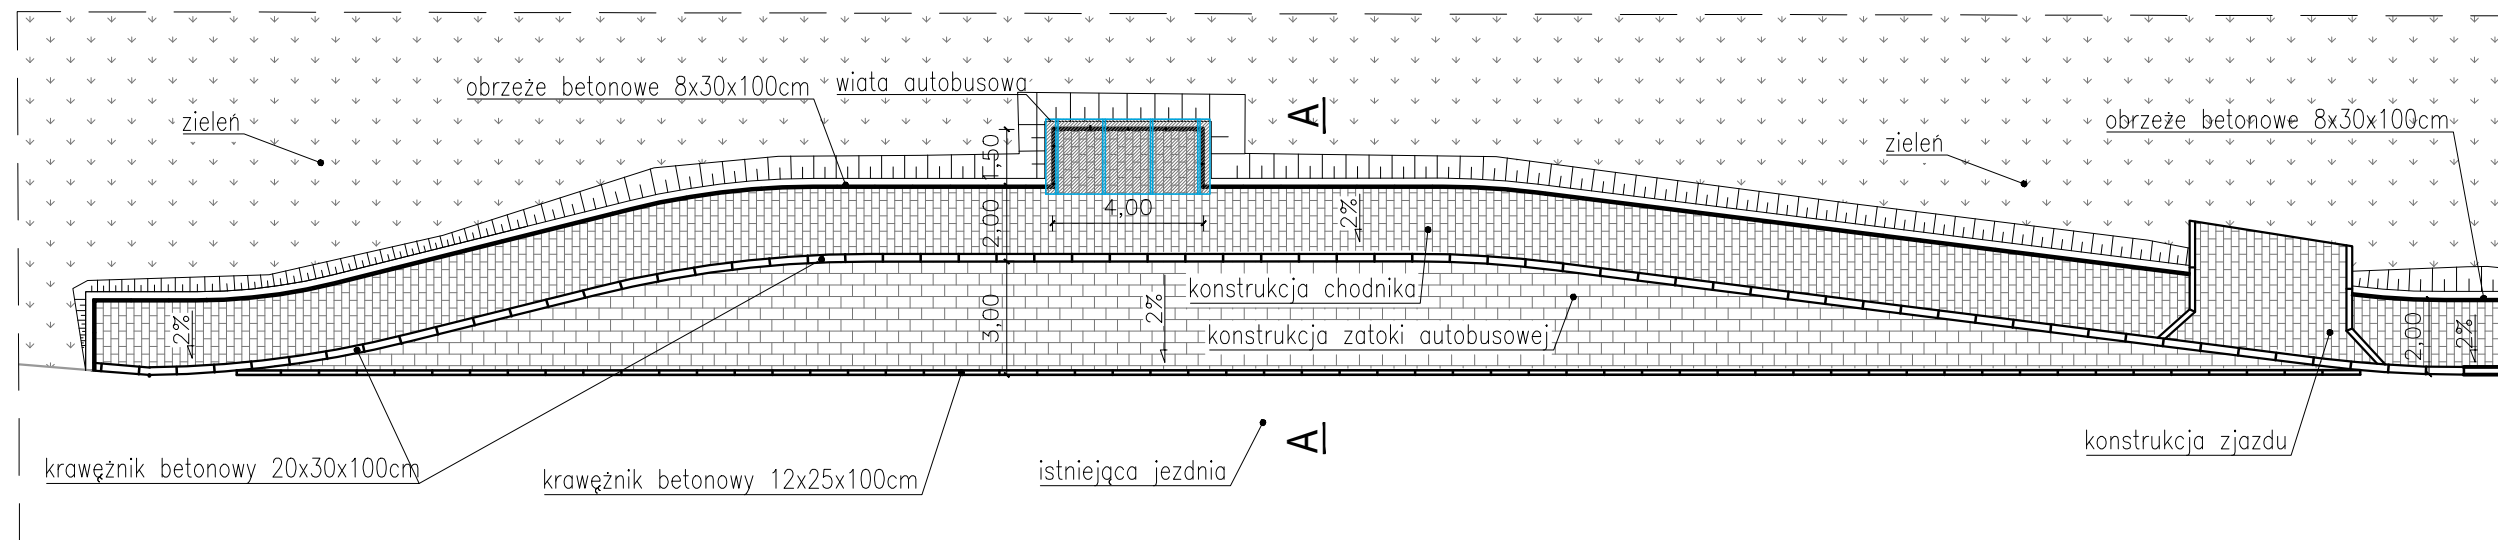 obrzeże betonowe 8x30x100cm
wiata autobusowa
A
obrzeże betonowe 8x30x100cm
zieleń
zieleń
1,50
2,00
4,00
2%
2%
3,00
2%
konstrukcja chodnika
konstrukcja zatoki autobusowej
2,00
2%
A
konstrukcja zjazdu
krawężnik betonowy 20x30x100cm
krawężnik betonowy 12x25x100cm
istniejąca jezdnia